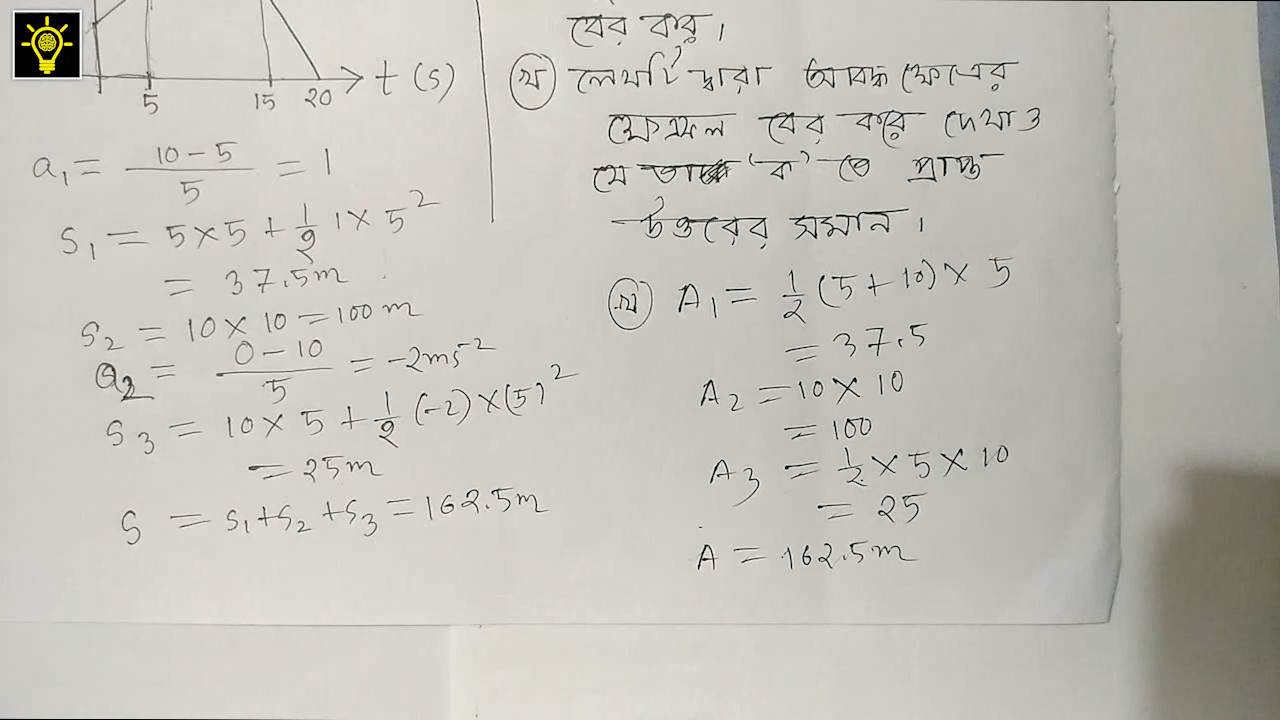 t (s)
5 15 20
a₁ = 10 - 5 / 5 = 1
S₁ = 5 × 5 + 1/2 1 × 5²
= 37.5m
S₂ = 10 × 10 = 100 m
a₂ = 0 - 10 / 5 = -2ms⁻²
S₃ = 10 × 5 + 1/2 (-2) × (5)²
= 25m
S = S₁ + S₂ + S₃ = 162.5m
বের কর।
(খ) লেখটি দ্বারা আবদ্ধ ক্ষেত্রের
ক্ষেত্রফল বের করে দেখাও
যে তা 'ক' তে প্রাপ্ত
উত্তরের সমান।
(খ) A₁ = 1/2 (5 + 10) × 5
= 37.5
A₂ = 10 × 10
= 100
A₃ = 1/2 × 5 × 10
= 25
A = 162.5m